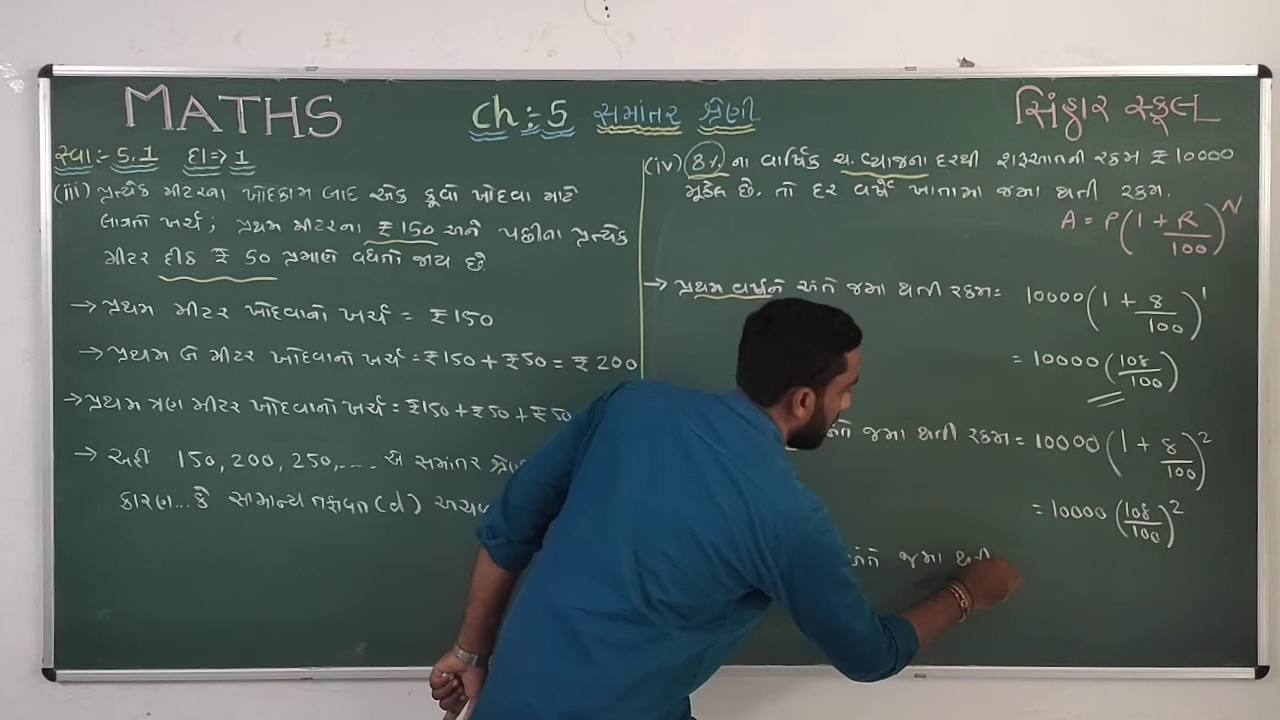 MATHS
Ch:-5 સમાંતર શ્રેણી
સિંહાર સ્કૂલ
સ્વા:- 5.1 દા⇒1
(iii) પ્રત્યેક મીટરના ખોદકામ બાદ એક કૂવો ખોદવા માટે
લાગતો ખર્ચ; પ્રથમ મીટરના ₹ 150 અને પછીના પ્રત્યેક
મીટર દીઠ ₹ 50 પ્રમાણે વધતો જાય છે.
→ પ્રથમ મીટર ખોદવાનો ખર્ચ = ₹150
→ પ્રથમ બે મીટર ખોદવાનો ખર્ચ = ₹150 + ₹50 = ₹ 200
→ પ્રથમ ત્રણ મીટર ખોદવાનો ખર્ચ = ₹150 + ₹50 + ₹50
→ અહીં 150, 200, 250, .... એ સમાંતર
કારણ...કે સામાન્ય તફાવત (d)
(iv) 8% ના વાર્ષિક ચ. વ્યાજના દરથી શરૂઆતની રકમ ₹ 10000
મૂકેલ છે. તો દર વર્ષે ખાતામાં જમા થતી રકમ.
A = P(1 + R/100)^N
→ પ્રથમ વર્ષને અંતે જમા થતી રકમ = 10000(1 + 8/100)^1
= 10000(108/100)
જમા થતી રકમ = 10000(1 + 8/100)^2
= 10000(108/100)^2
અંતે જમા થતી